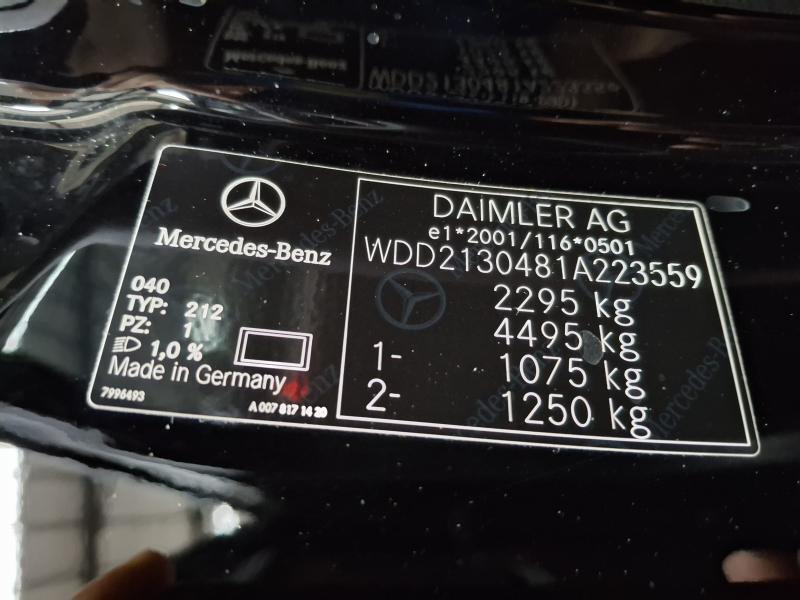 Mercedes-Benz
040
TYP: 212
PZ: 1
1,0 %
Made in Germany
7996493
A 007 817 14 20
DAIMLER AG
e1*2001/116*0501
WDD2130481A223559
2295 kg
4495 kg
1- 1075 kg
2- 1250 kg